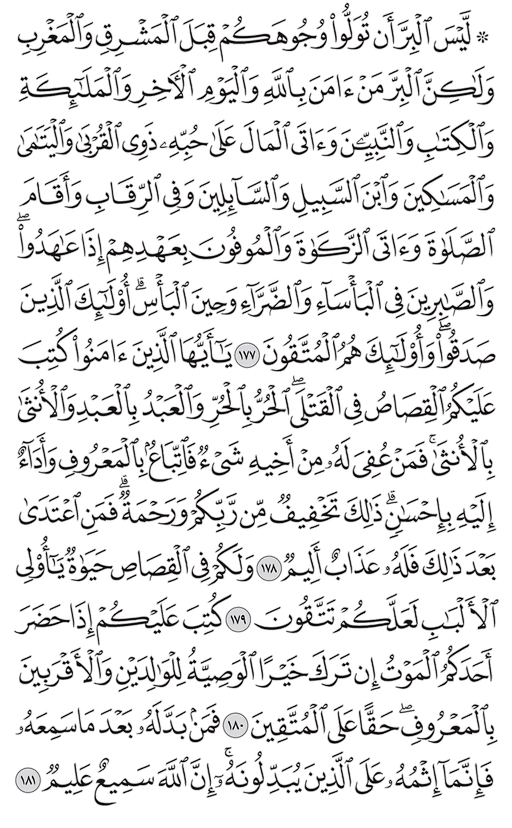 ۞ لَّيۡسَ ٱلۡبِرَّ أَن تُوَلُّواْ وُجُوهَكُمۡ قِبَلَ ٱلۡمَشۡرِقِ وَٱلۡمَغۡرِبِ
وَلَٰكِنَّ ٱلۡبِرَّ مَنۡ ءَامَنَ بِٱللَّهِ وَٱلۡيَوۡمِ ٱلۡأٓخِرِ وَٱلۡمَلَٰٓئِكَةِ
وَٱلۡكِتَٰبِ وَٱلنَّبِيِّـۧنَ وَءَاتَى ٱلۡمَالَ عَلَىٰ حُبِّهِۦ ذَوِي ٱلۡقُرۡبَىٰ وَٱلۡيَتَٰمَىٰ
وَٱلۡمَسَٰكِينَ وَٱبۡنَ ٱلسَّبِيلِ وَٱلسَّآئِلِينَ وَفِي ٱلرِّقَابِ وَأَقَامَ
ٱلصَّلَوٰةَ وَءَاتَى ٱلزَّكَوٰةَ وَٱلۡمُوفُونَ بِعَهۡدِهِمۡ إِذَا عَٰهَدُواْۖ
وَٱلصَّٰبِرِينَ فِي ٱلۡبَأۡسَآءِ وَٱلضَّرَّآءِ وَحِينَ ٱلۡبَأۡسِۗ أُوْلَٰٓئِكَ ٱلَّذِينَ
صَدَقُواْۖ وَأُوْلَٰٓئِكَ هُمُ ٱلۡمُتَّقُونَ ١٧٧ يَٰٓأَيُّهَا ٱلَّذِينَ ءَامَنُواْ كُتِبَ
عَلَيۡكُمُ ٱلۡقِصَاصُ فِي ٱلۡقَتۡلَىۖ ٱلۡحُرُّ بِٱلۡحُرِّ وَٱلۡعَبۡدُ بِٱلۡعَبۡدِ وَٱلۡأُنثَىٰ
بِٱلۡأُنثَىٰۚ فَمَنۡ عُفِيَ لَهُۥ مِنۡ أَخِيهِ شَيۡءٞ فَٱتِّبَاعُۢ بِٱلۡمَعۡرُوفِ وَأَدَآءٌ
إِلَيۡهِ بِإِحۡسَٰنٖۗ ذَٰلِكَ تَخۡفِيفٞ مِّن رَّبِّكُمۡ وَرَحۡمَةٞۗ فَمَنِ ٱعۡتَدَىٰ
بَعۡدَ ذَٰلِكَ فَلَهُۥ عَذَابٌ أَلِيمٞ ١٧٨ وَلَكُمۡ فِي ٱلۡقِصَاصِ حَيَوٰةٞ يَٰٓأُوْلِي
ٱلۡأَلۡبَٰبِ لَعَلَّكُمۡ تَتَّقُونَ ١٧٩ كُتِبَ عَلَيۡكُمۡ إِذَا حَضَرَ
أَحَدَكُمُ ٱلۡمَوۡتُ إِن تَرَكَ خَيۡرًا ٱلۡوَصِيَّةُ لِلۡوَٰلِدَيۡنِ وَٱلۡأَقۡرَبِينَ
بِٱلۡمَعۡرُوفِۖ حَقًّا عَلَى ٱلۡمُتَّقِينَ ١٨٠ فَمَنۢ بَدَّلَهُۥ بَعۡدَ مَا سَمِعَهُۥ
فَإِنَّمَآ إِثۡمُهُۥ عَلَى ٱلَّذِينَ يُبَدِّلُونَهُۥٓۚ إِنَّ ٱللَّهَ سَمِيعٌ عَلِيمٞ ١٨١